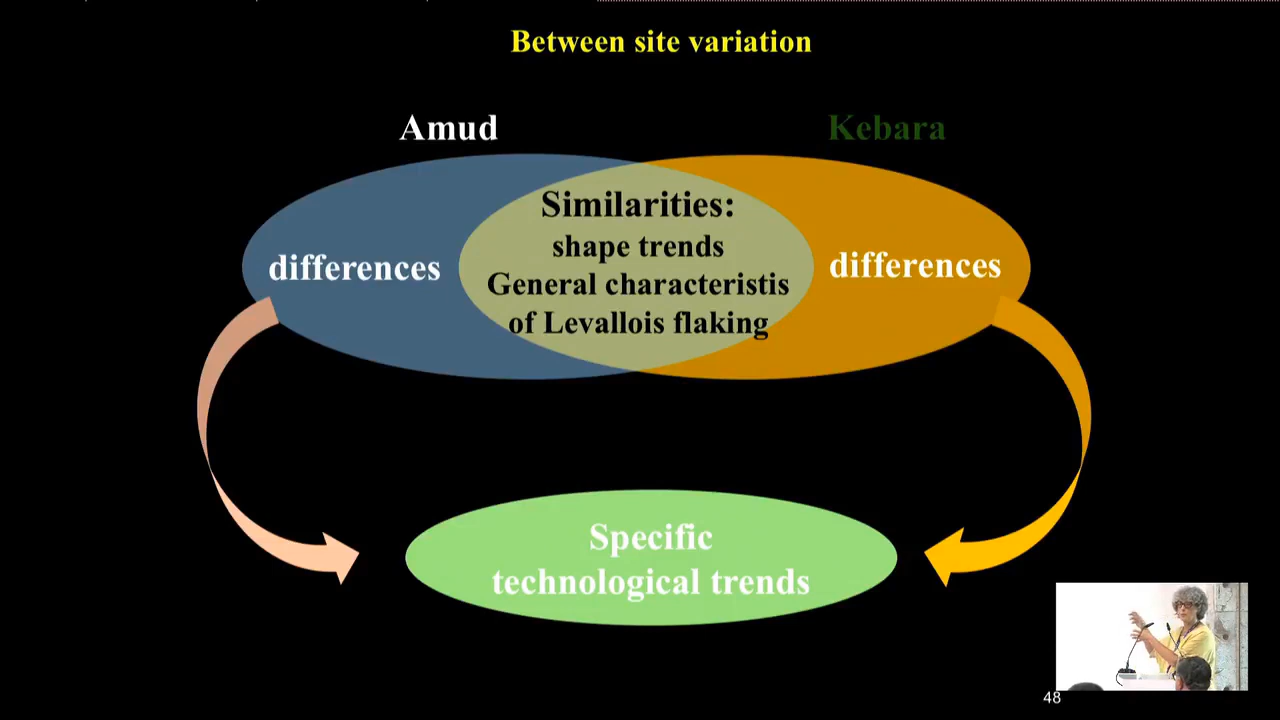 Between site variation
Amud
Kebara
Similarities:
shape trends
General characteristis
of Levallois flaking
differences
differences
Specific
technological trends
48